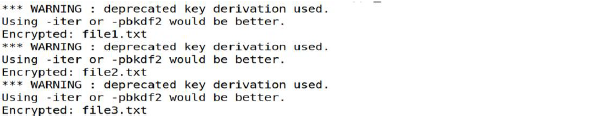 *** WARNING : deprecated key derivation used.
Using -iter or -pbkdf2 would be better.
Encrypted: file1.txt
*** WARNING : deprecated key derivation used.
Using -iter or -pbkdf2 would be better.
Encrypted: file2.txt
*** WARNING : deprecated key derivation used.
Using -iter or -pbkdf2 would be better.
Encrypted: file3.txt